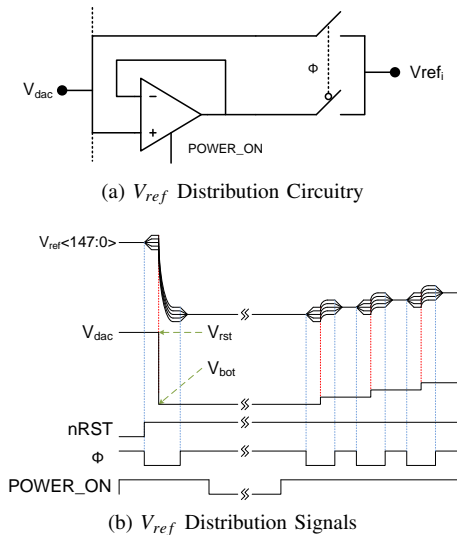 V_dac
−
+
Φ
Vref_i
POWER_ON
(a) V_ref Distribution Circuitry
V_ref<147:0>
V_dac
V_rst
V_bot
nRST
Φ
POWER_ON
(b) V_ref Distribution Signals